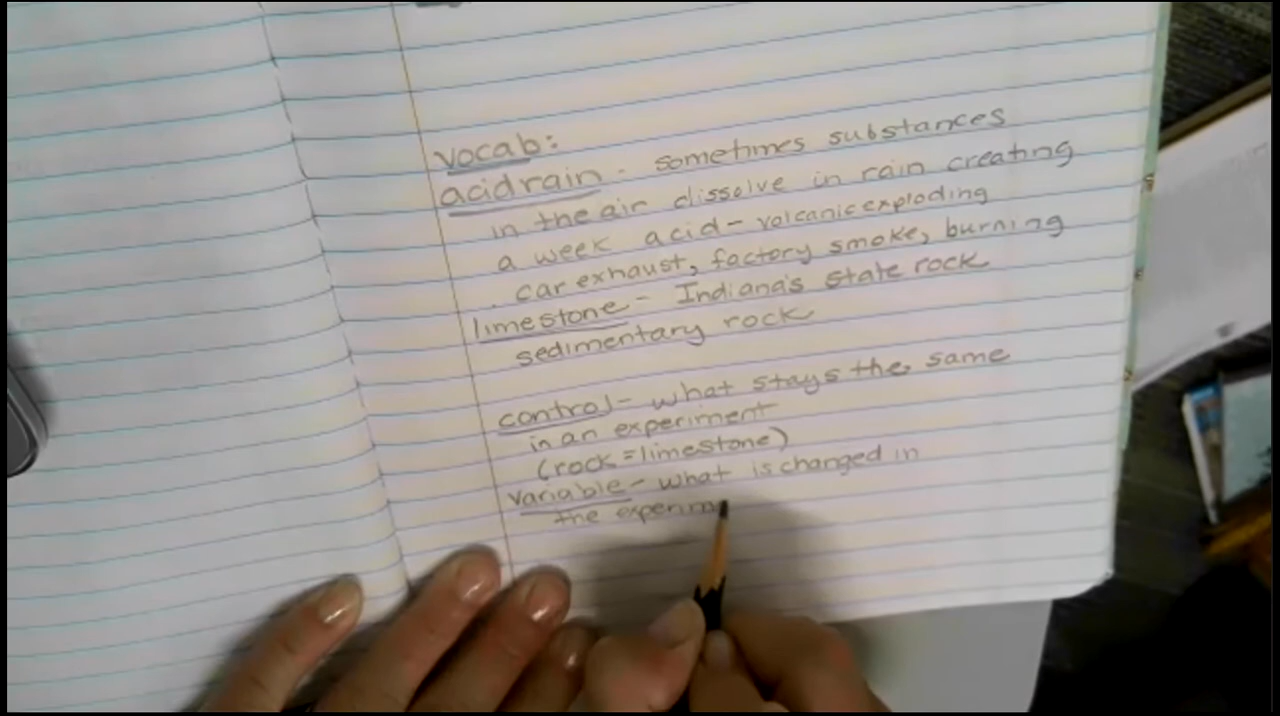 vocab:
acid rain - sometimes substances
in the air dissolve in rain creating
a week acid - volcanic exploding
car exhaust, factory smoke, burning
limestone - Indiana's state rock
sedimentary rock
control - what stays the same
in an experiment
(rock = limestone)
variable - what is changed in
the experim